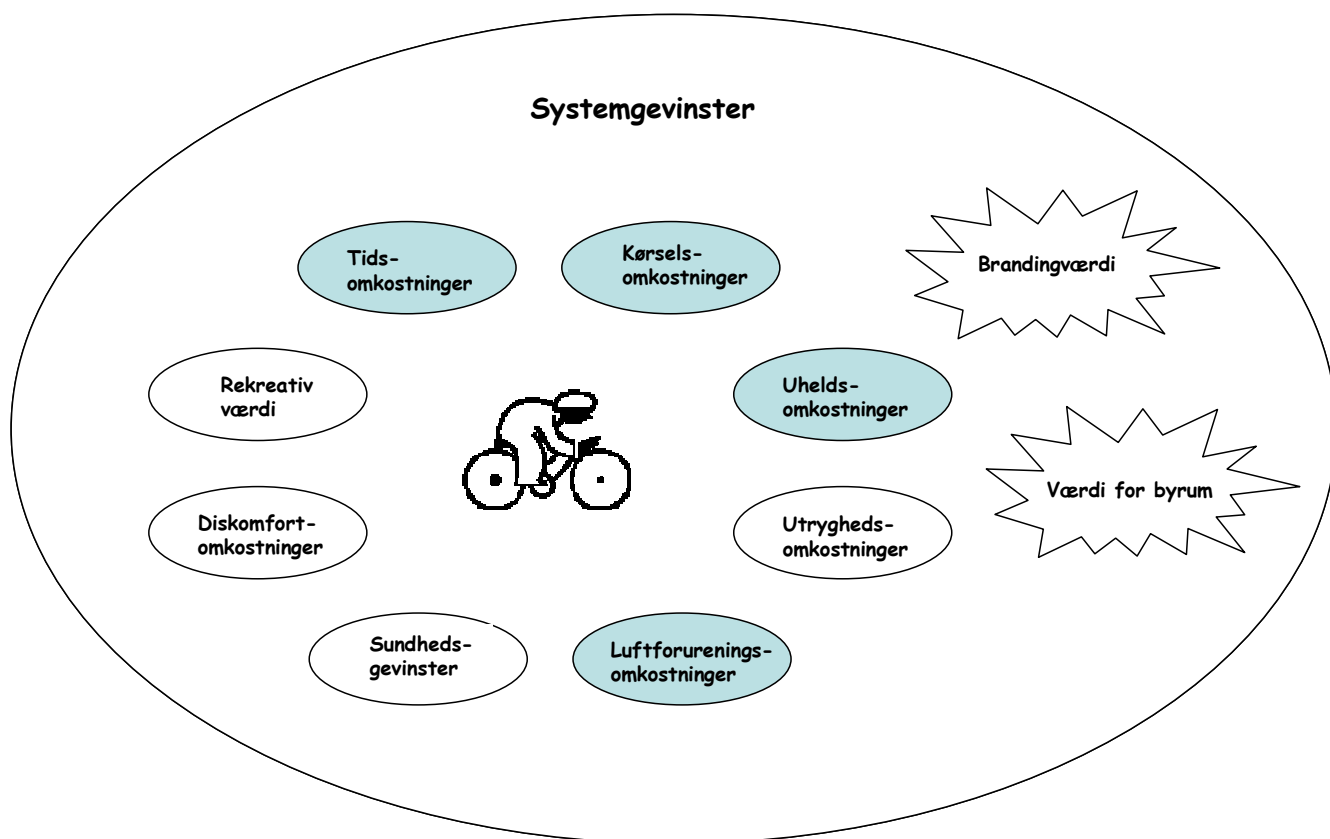 Systemgevinster
Tids-
omkostninger
Kørsels-
omkostninger
Brandingværdi
Rekreativ
værdi
Uhelds-
omkostninger
Værdi for byrum
Diskomfort-
omkostninger
Utrygheds-
omkostninger
Sundheds-
gevinster
Luftforurenings-
omkostninger